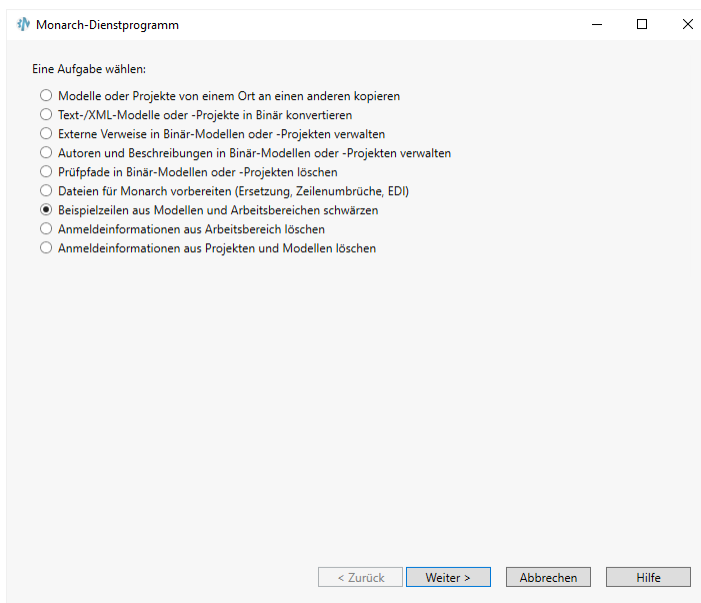 Monarch-Dienstprogramm
Eine Aufgabe wählen:
Modelle oder Projekte von einem Ort an einen anderen kopieren
Text-/XML-Modelle oder -Projekte in Binär konvertieren
Externe Verweise in Binär-Modellen oder -Projekten verwalten
Autoren und Beschreibungen in Binär-Modellen oder -Projekten verwalten
Prüfpfade in Binär-Modellen oder -Projekten löschen
Dateien für Monarch vorbereiten (Ersetzung, Zeilenumbrüche, EDI)
Beispielzeilen aus Modellen und Arbeitsbereichen schwärzen
Anmeldeinformationen aus Arbeitsbereich löschen
Anmeldeinformationen aus Projekten und Modellen löschen
< Zurück Weiter > Abbrechen Hilfe